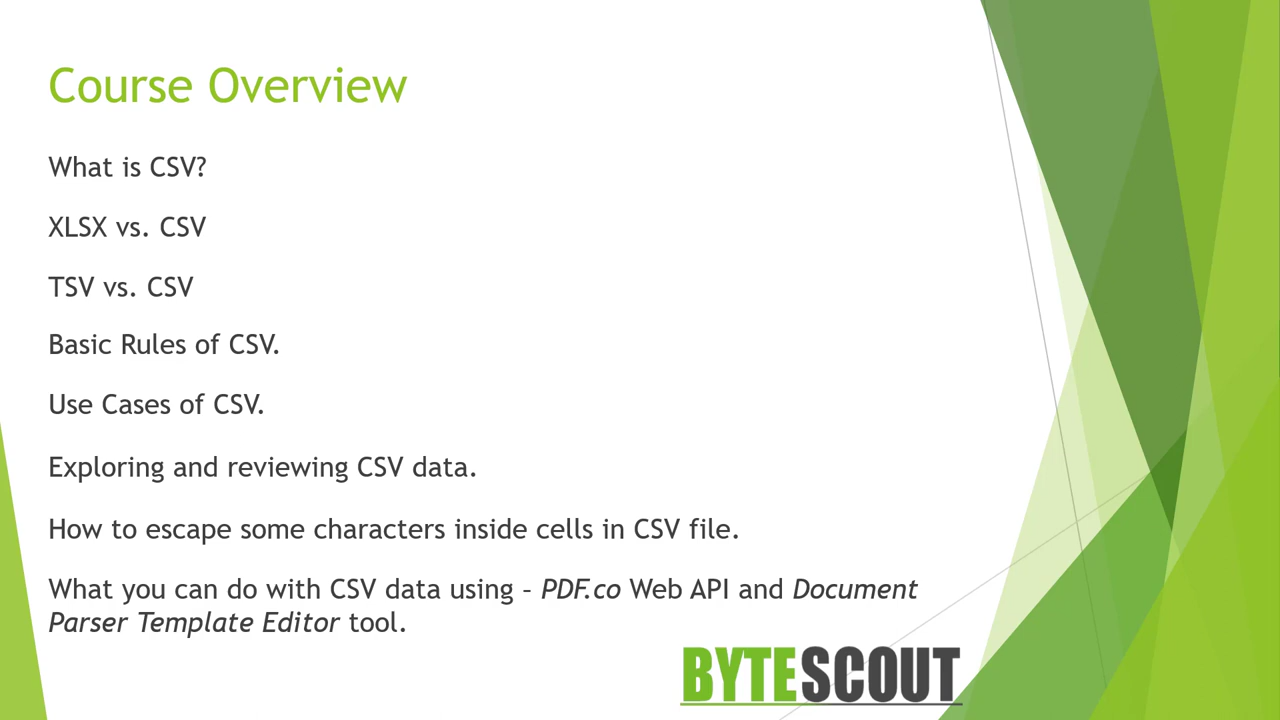 Course Overview
What is CSV?
XLSX vs. CSV
TSV vs. CSV
Basic Rules of CSV.
Use Cases of CSV.
Exploring and reviewing CSV data.
How to escape some characters inside cells in CSV file.
What you can do with CSV data using – PDF.co Web API and Document
Parser Template Editor tool.
BYTESCOUT